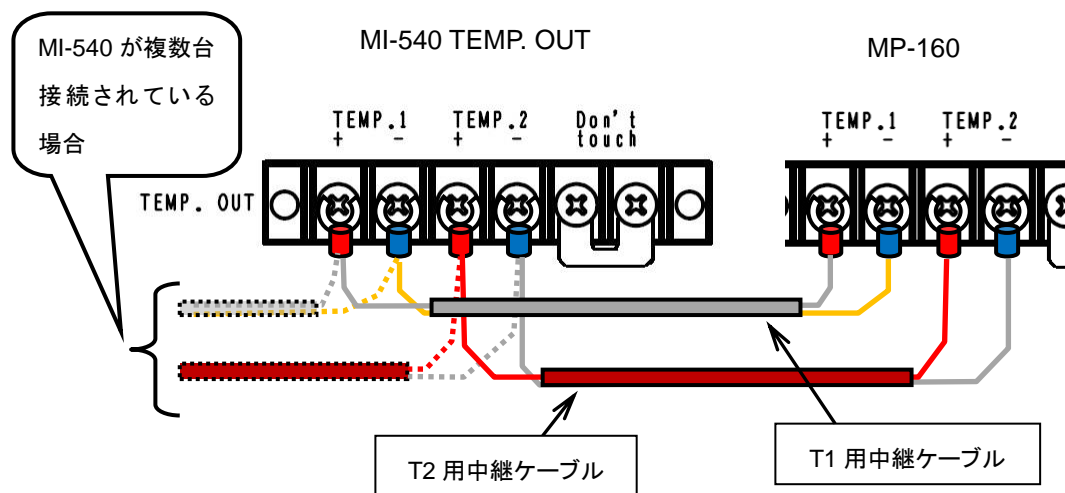 MI-540 が複数台
接続されている
場合
MI-540 TEMP. OUT
MP-160
TEMP.1 TEMP.2 Don't
+ - + - touch
TEMP.1 TEMP.2
+ - + -
TEMP. OUT
T2 用中継ケーブル
T1 用中継ケーブル